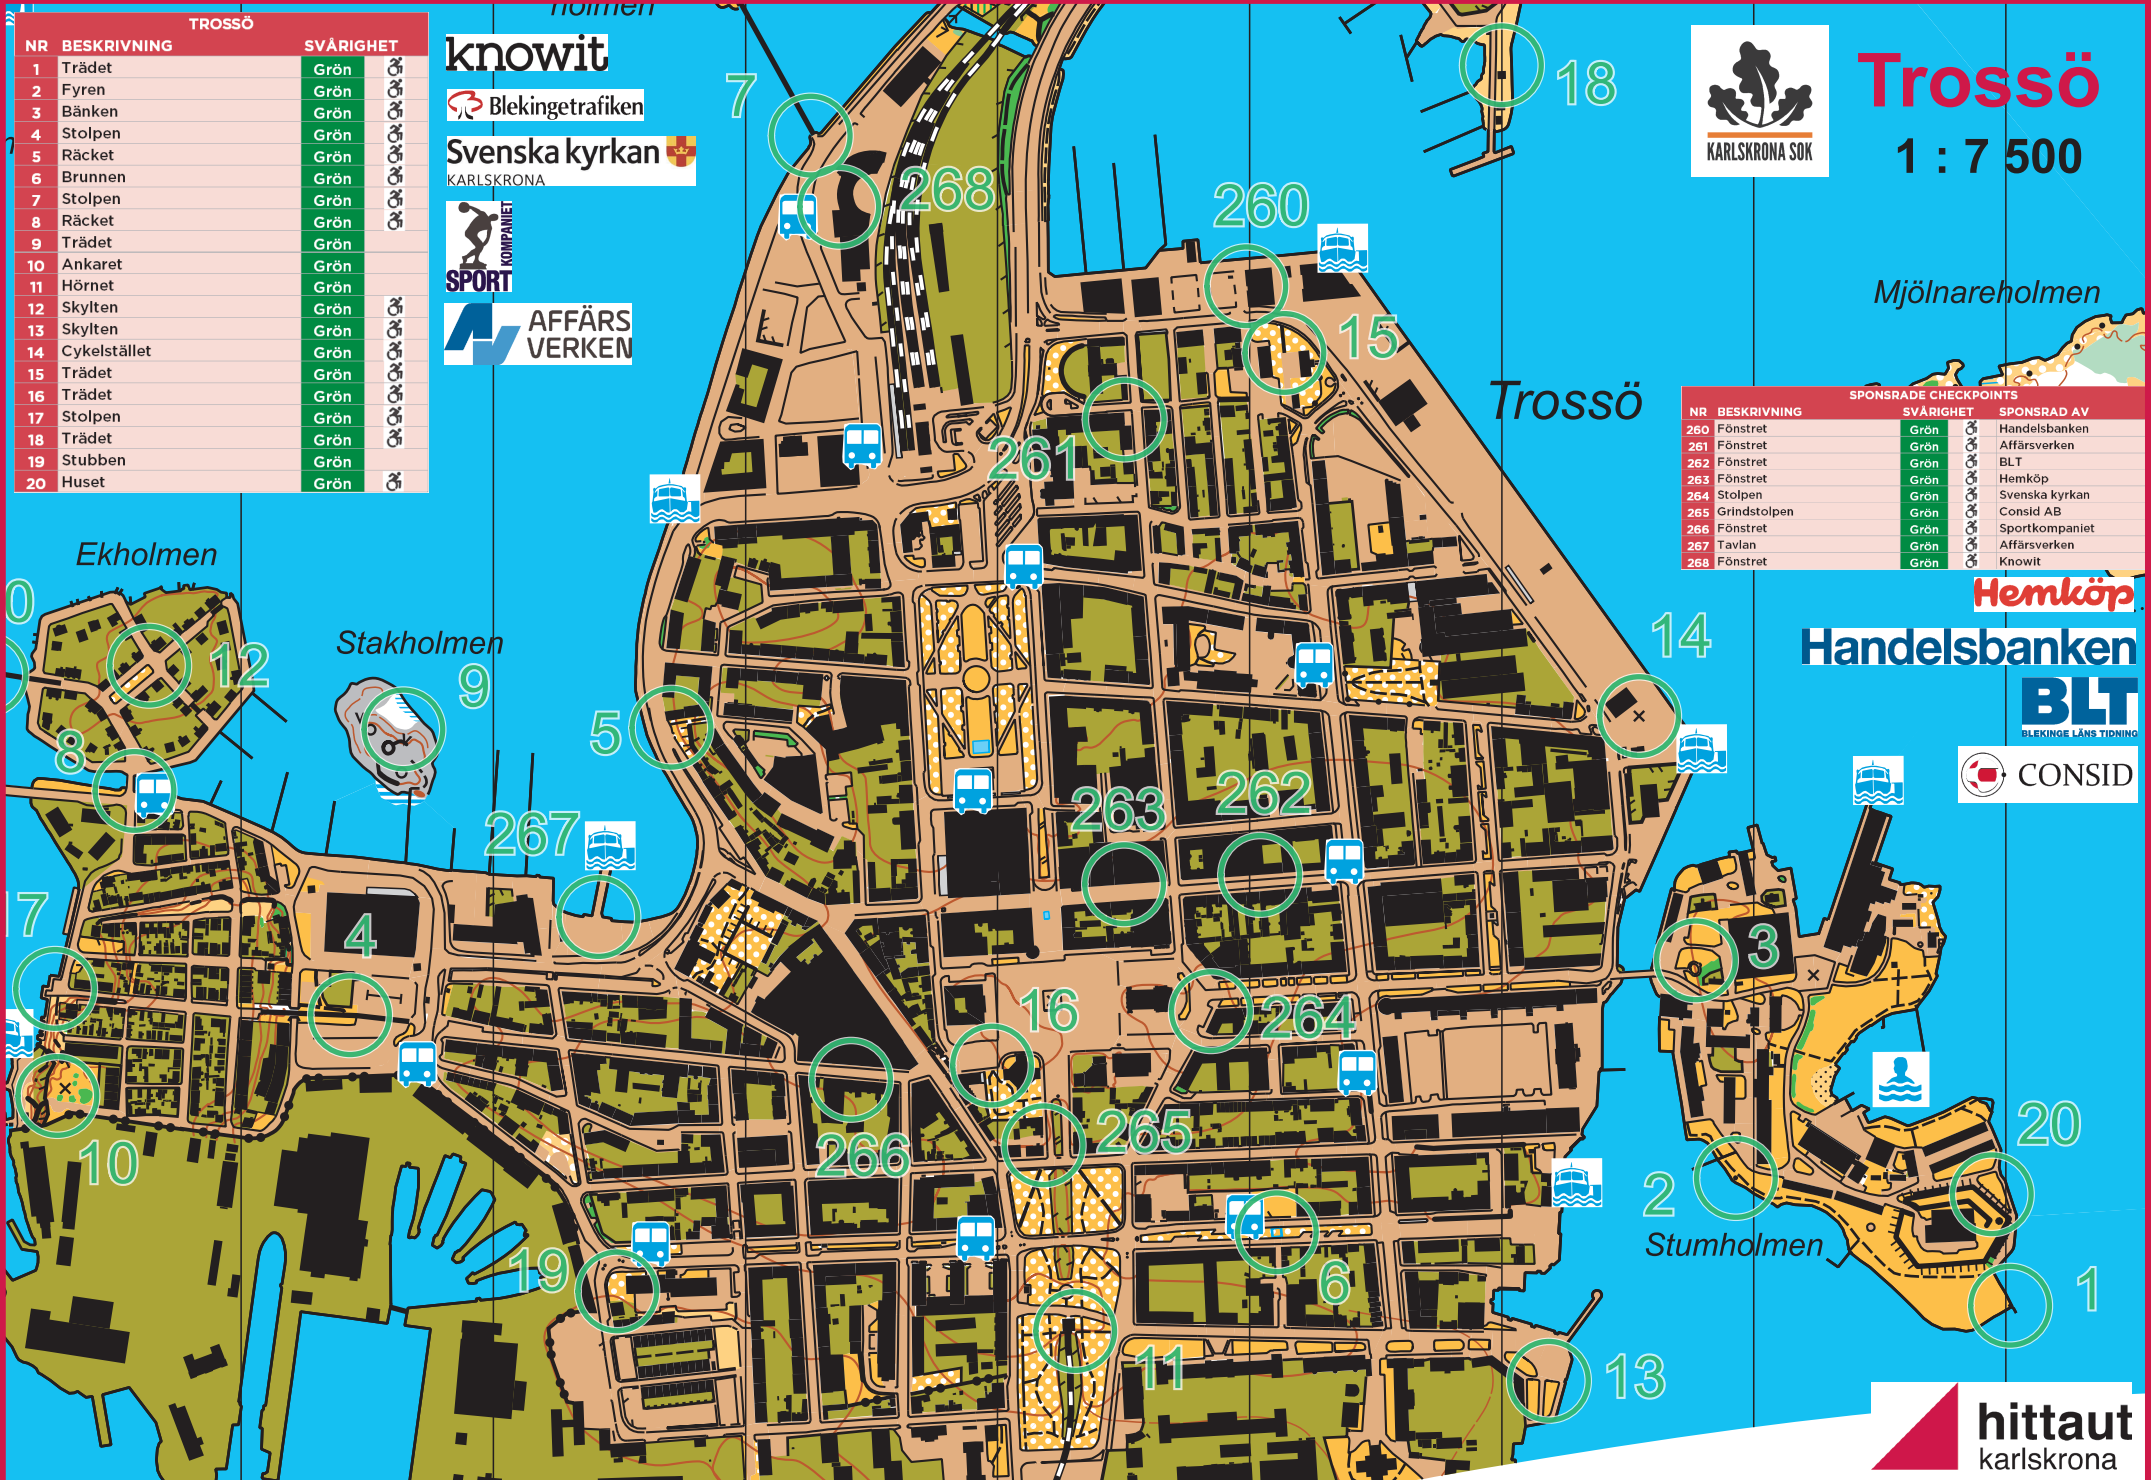 TROSSÖ
NR BESKRIVNING SVÅRIGHET
1 Trädet Grön
2 Fyren Grön
3 Bänken Grön
4 Stolpen Grön
5 Räcket Grön
6 Brunnen Grön
7 Stolpen Grön
8 Räcket Grön
9 Trädet Grön
10 Ankaret Grön
11 Hörnet Grön
12 Skylten Grön
13 Skylten Grön
14 Cykelstället Grön
15 Trädet Grön
16 Trädet Grön
17 Stolpen Grön
18 Trädet Grön
19 Stubben Grön
20 Huset Grön
knowit
Blekingetrafiken
Svenska kyrkan
KARLSKRONA
SPORT
KOMPANIET
AFFÄRS
VERKEN
holmen
KARLSKRONA SOK
Trossö
1 : 7 500
Mjölnareholmen
Trossö
SPONSRADE CHECKPOINTS
NR BESKRIVNING SVÅRIGHET SPONSRAD AV
260 Fönstret Grön Handelsbanken
261 Fönstret Grön Affärsverken
262 Fönstret Grön BLT
263 Fönstret Grön Hemköp
264 Stolpen Grön Svenska kyrkan
265 Grindstolpen Grön Consid AB
266 Fönstret Grön Sportkompaniet
267 Tavlan Grön Affärsverken
268 Fönstret Grön Knowit
Hemköp
Handelsbanken
BLT
BLEKINGE LÄNS TIDNING
CONSID
7
18
268
260
15
261
Ekholmen
Stakholmen
0
12
9
14
5
8
262
263
267
17
4
3
16
264
265
266
10
20
2
Stumholmen
19
6
1
11
13
hittaut
karlskrona